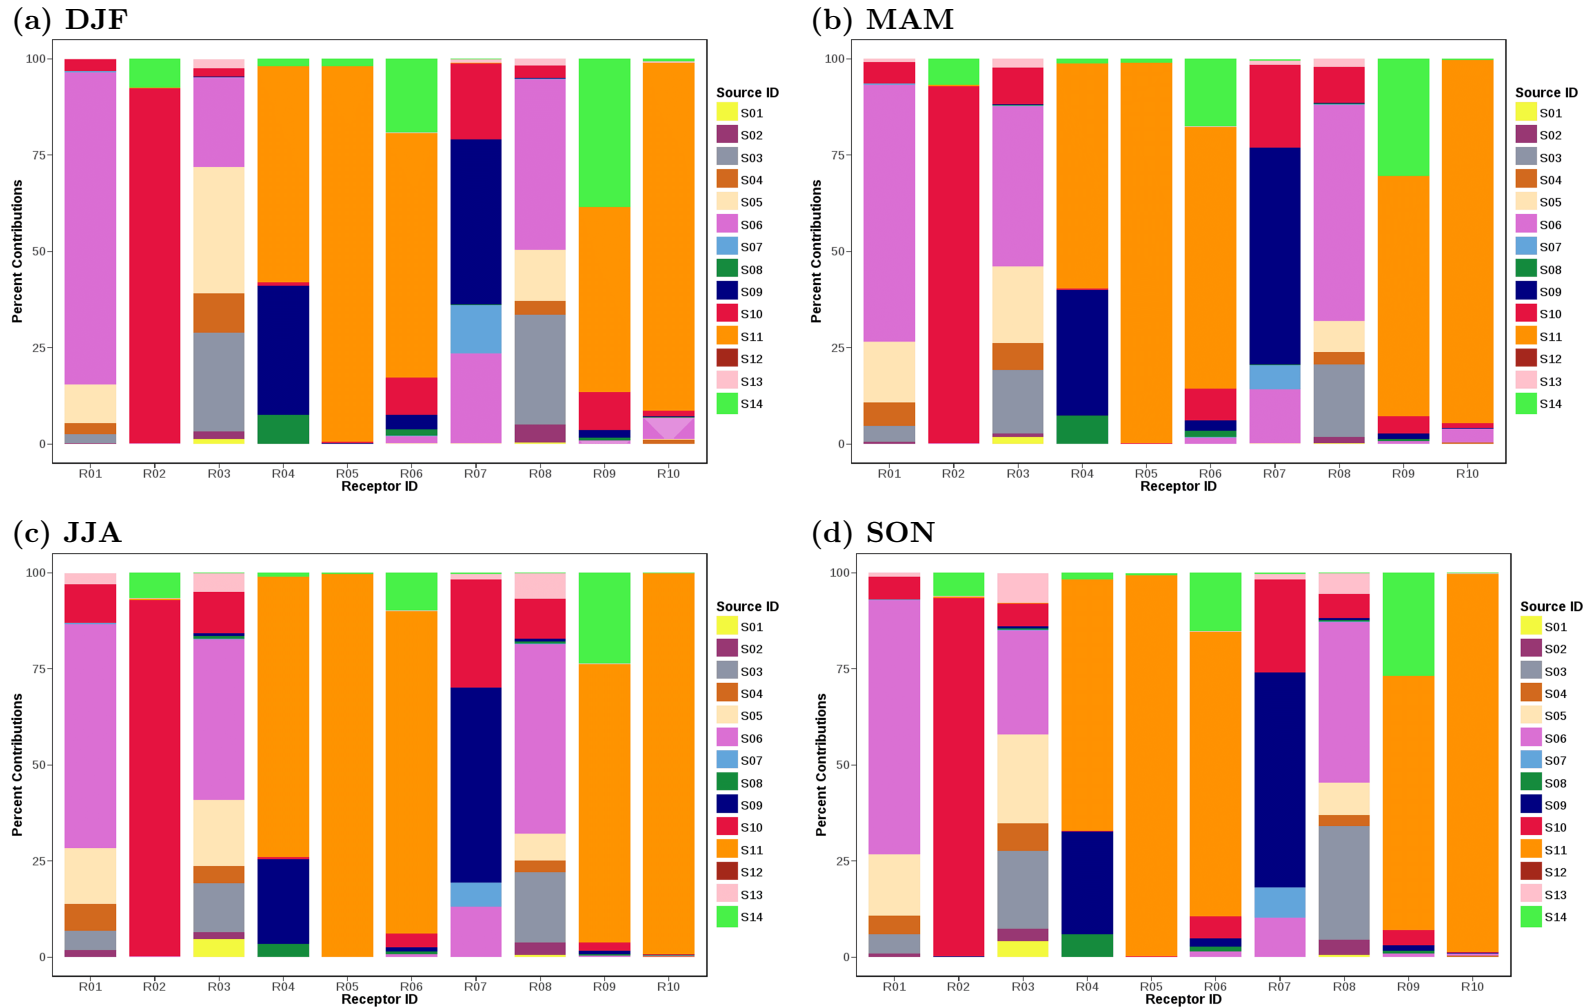 (a) DJF
100
75
50
25
0
Percent Contributions
R01 R02 R03 R04 R05 R06 R07 R08 R09 R10
Receptor ID
Source ID
S01
S02
S03
S04
S05
S06
S07
S08
S09
S10
S11
S12
S13
S14
(b) MAM
100
75
50
25
0
Percent Contributions
R01 R02 R03 R04 R05 R06 R07 R08 R09 R10
Receptor ID
Source ID
S01
S02
S03
S04
S05
S06
S07
S08
S09
S10
S11
S12
S13
S14
(c) JJA
100
75
50
25
0
Percent Contributions
R01 R02 R03 R04 R05 R06 R07 R08 R09 R10
Receptor ID
Source ID
S01
S02
S03
S04
S05
S06
S07
S08
S09
S10
S11
S12
S13
S14
(d) SON
100
75
50
25
0
Percent Contributions
R01 R02 R03 R04 R05 R06 R07 R08 R09 R10
Receptor ID
Source ID
S01
S02
S03
S04
S05
S06
S07
S08
S09
S10
S11
S12
S13
S14